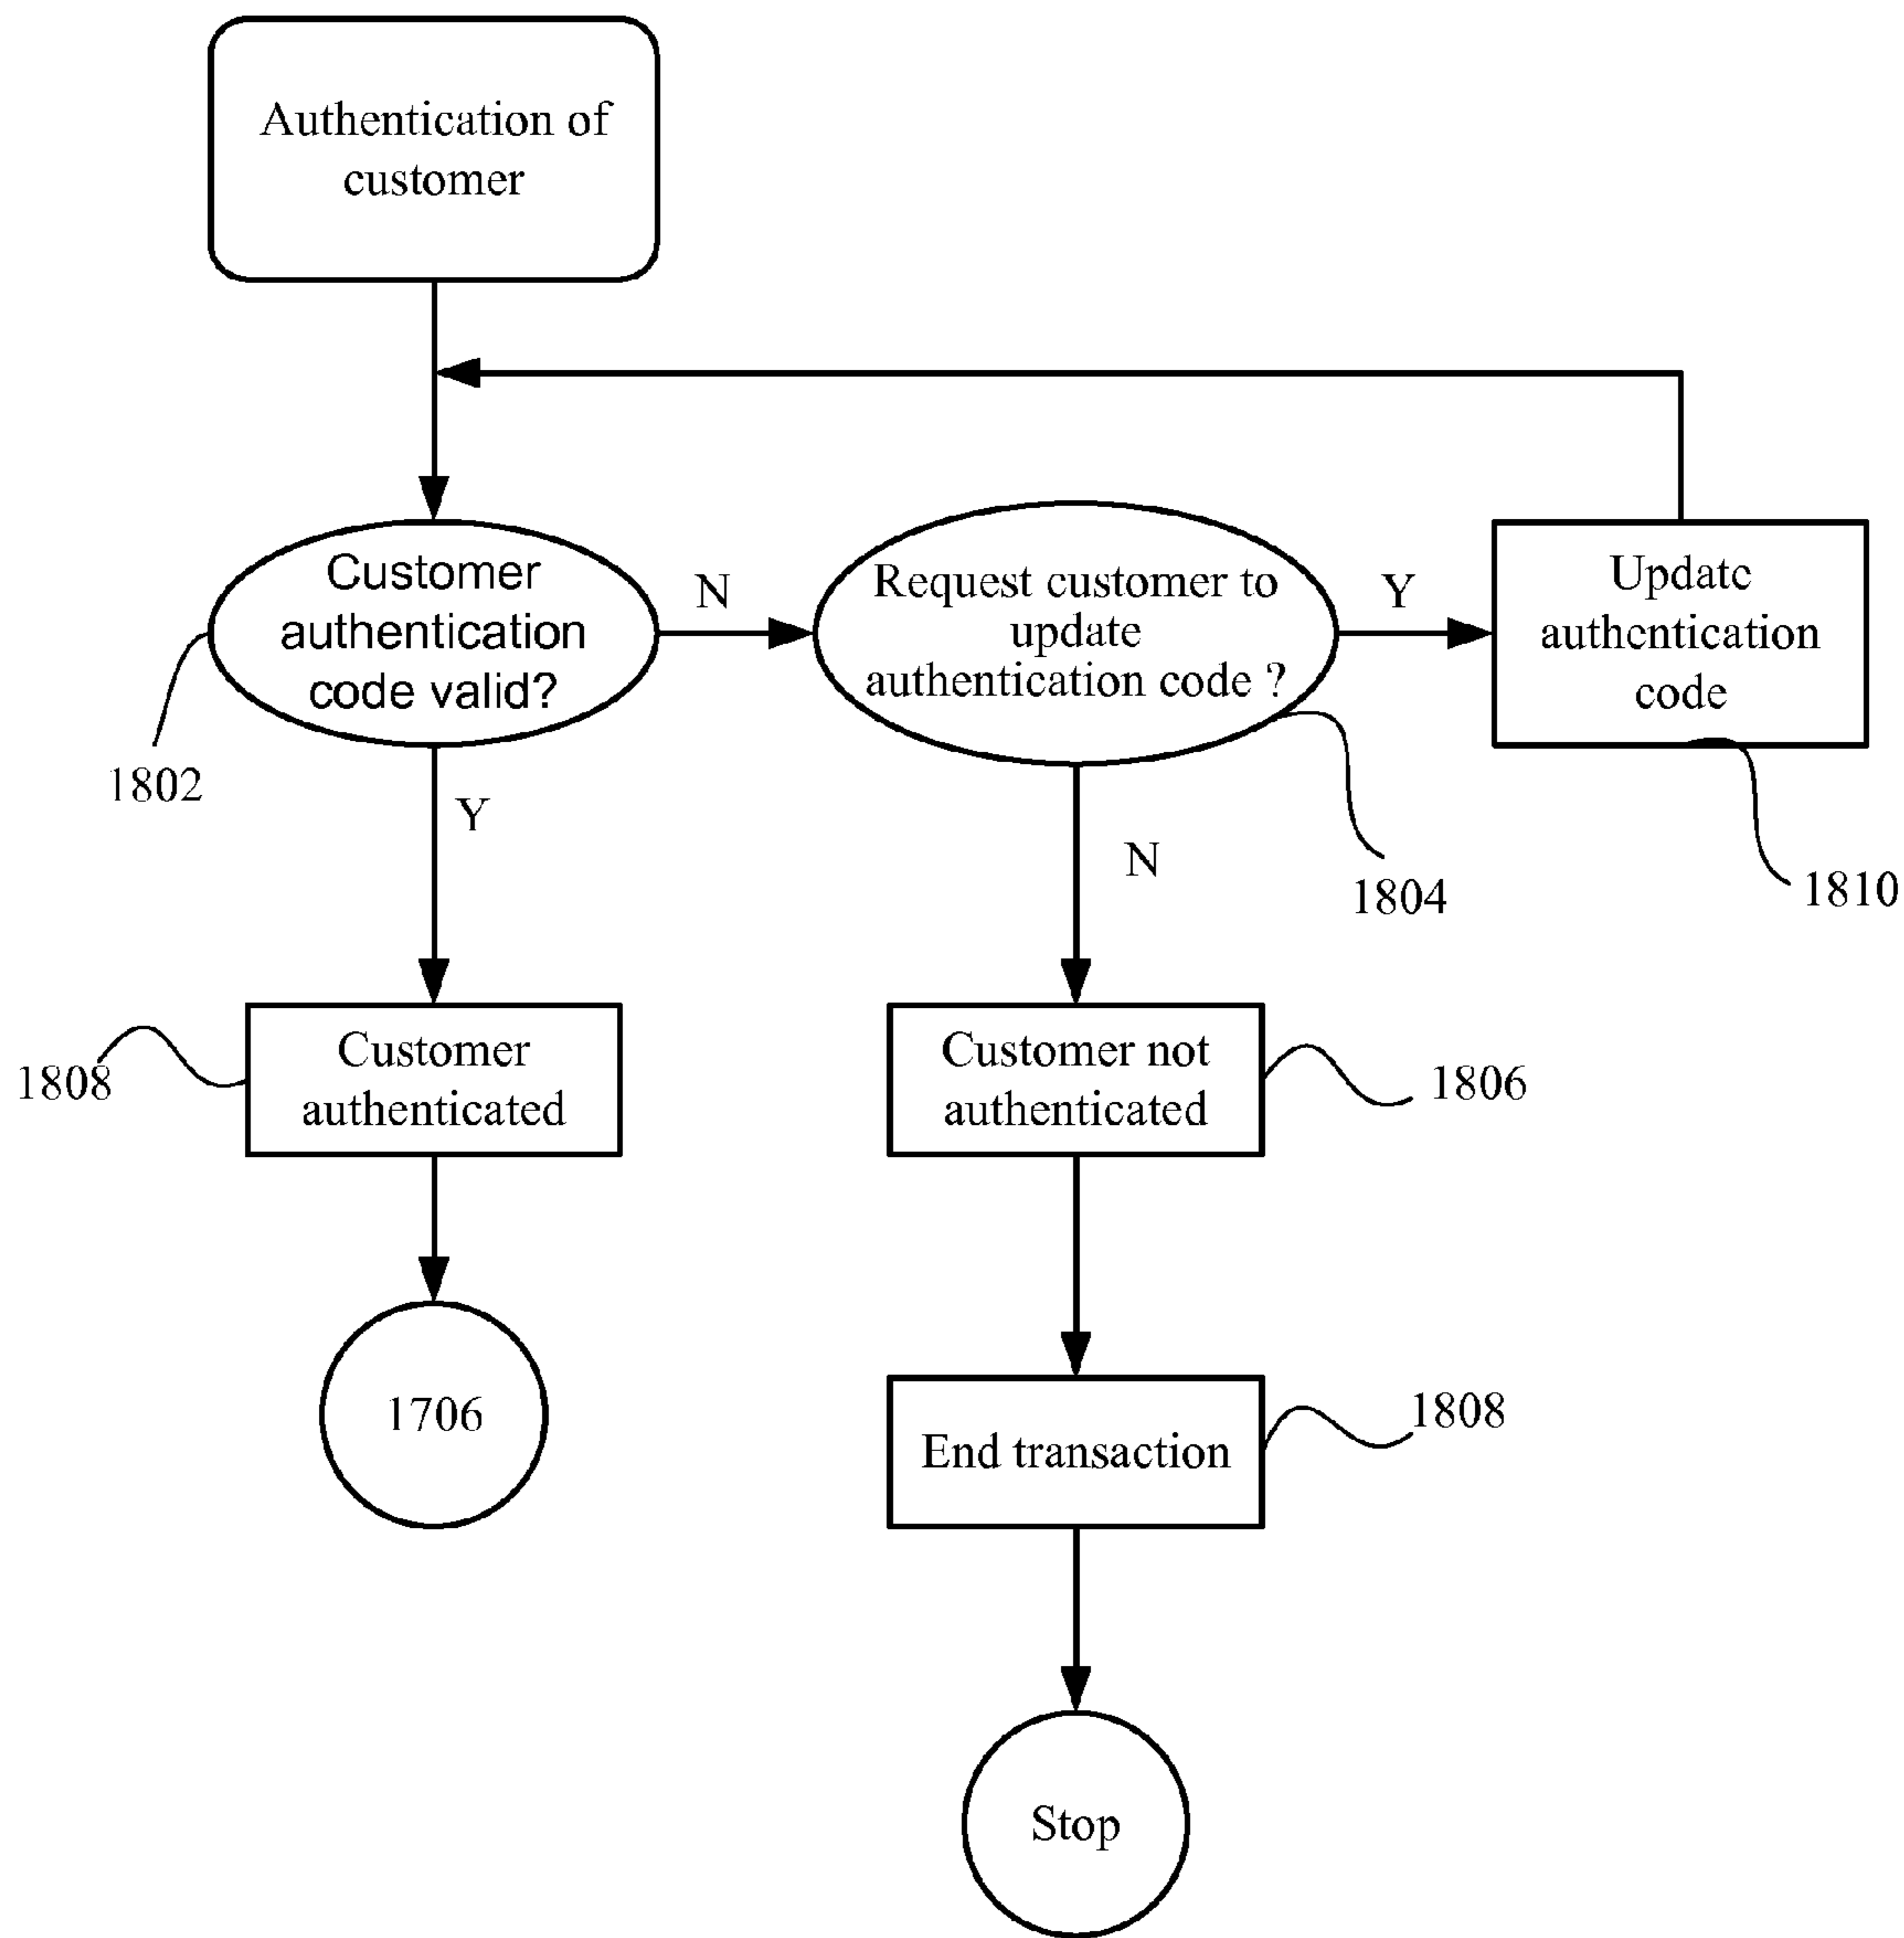 Authentication of
customer
Customer
authentication
code valid?
N
Request customer to
update
authentication code ?
Y
Update
authentication
code
1802
Y
N
1804
1810
1808
Customer
authenticated
Customer not
authenticated
1806
1706
End transaction
1808
Stop